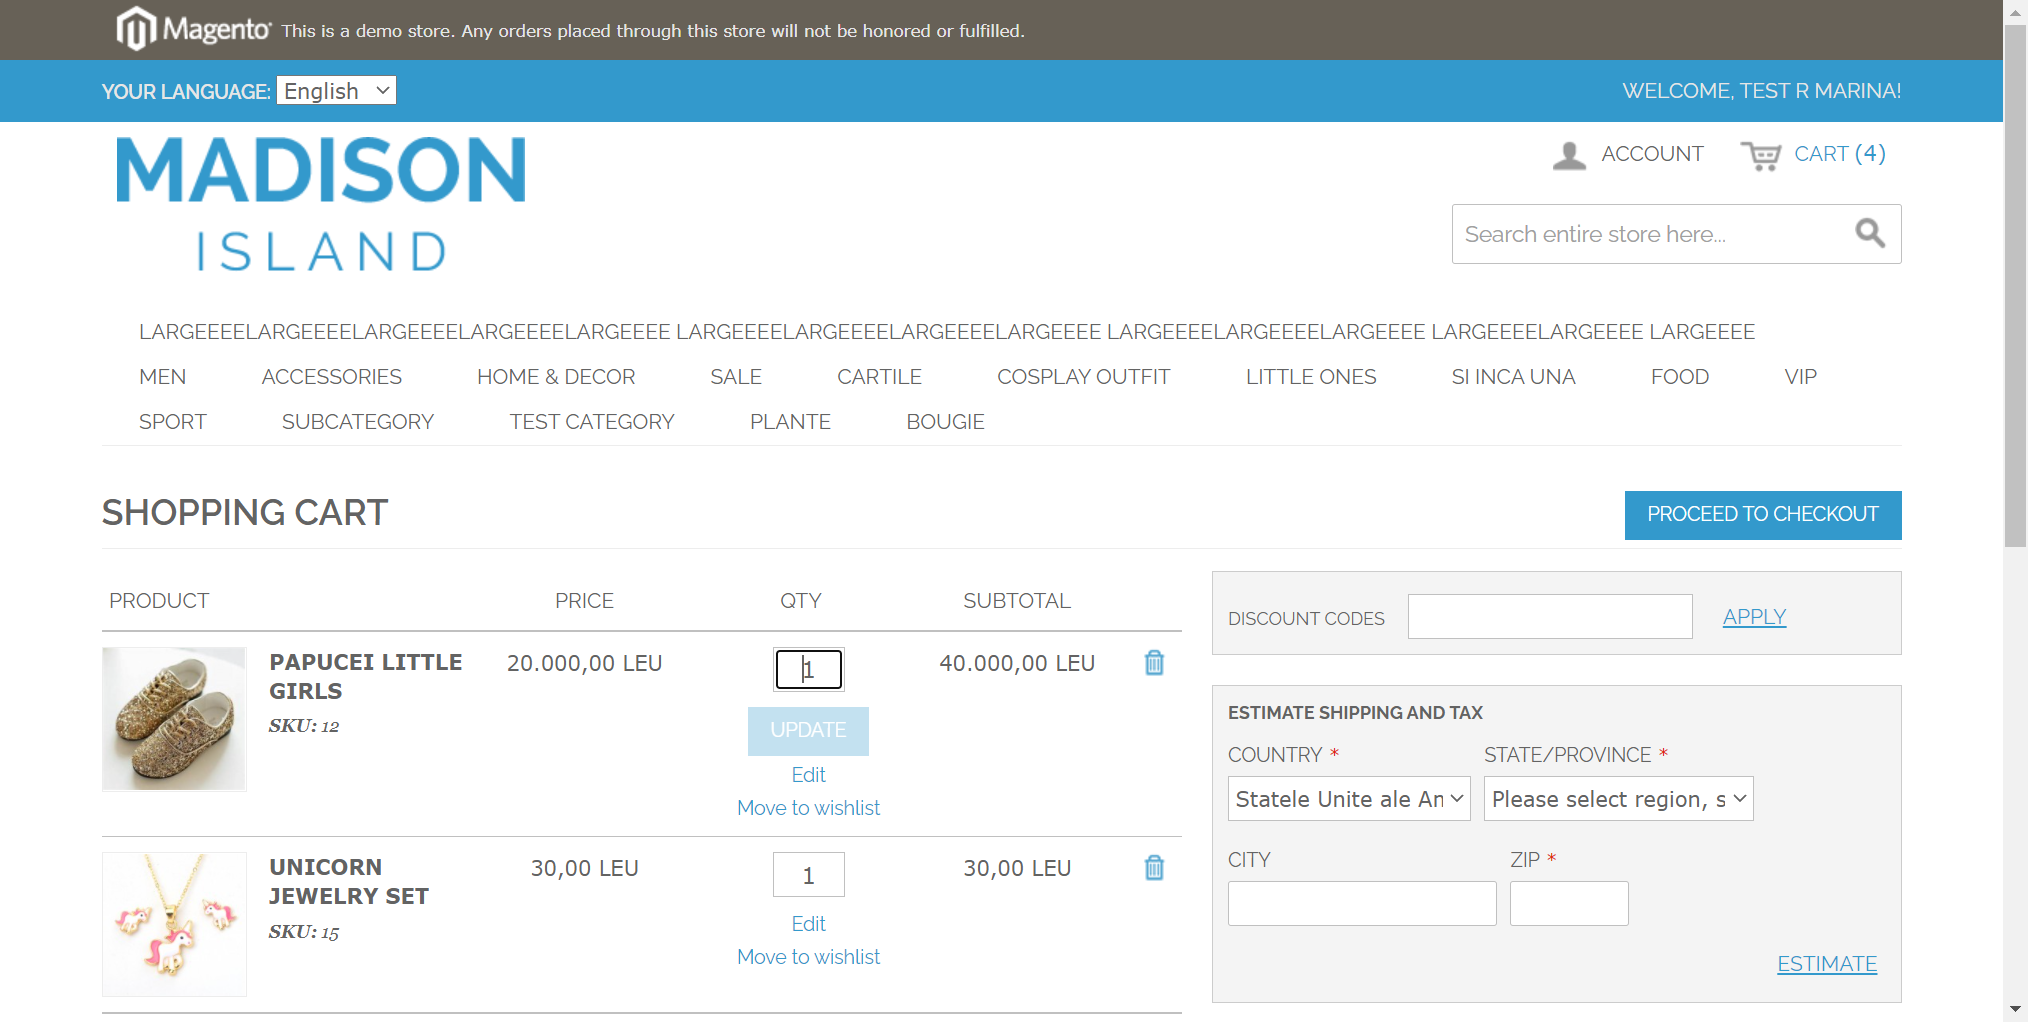 Magento This is a demo store. Any orders placed through this store will not be honored or fulfilled.
YOUR LANGUAGE: English WELCOME, TEST R MARINA!
MADISON
ISLAND
ACCOUNT CART (4)
Search entire store here...
LARGEEEELARGEEEELARGEEEELARGEEEELARGEEEE LARGEEEELARGEEEELARGEEEELARGEEEE LARGEEEELARGEEEELARGEEEE LARGEEEELARGEEEE LARGEEEE
MEN ACCESSORIES HOME & DECOR SALE CARTILE COSPLAY OUTFIT LITTLE ONES SI INCA UNA FOOD VIP
SPORT SUBCATEGORY TEST CATEGORY PLANTE BOUGIE
SHOPPING CART
PROCEED TO CHECKOUT
PRODUCT PRICE QTY SUBTOTAL
PAPUCEI LITTLE GIRLS 20.000,00 LEU 1 40.000,00 LEU
SKU: 12
UPDATE
Edit
Move to wishlist
UNICORN JEWELRY SET 30,00 LEU 1 30,00 LEU
SKU: 15
Edit
Move to wishlist
DISCOUNT CODES APPLY
ESTIMATE SHIPPING AND TAX
COUNTRY * STATE/PROVINCE *
Statele Unite ale Am Please select region, s
CITY ZIP *
ESTIMATE